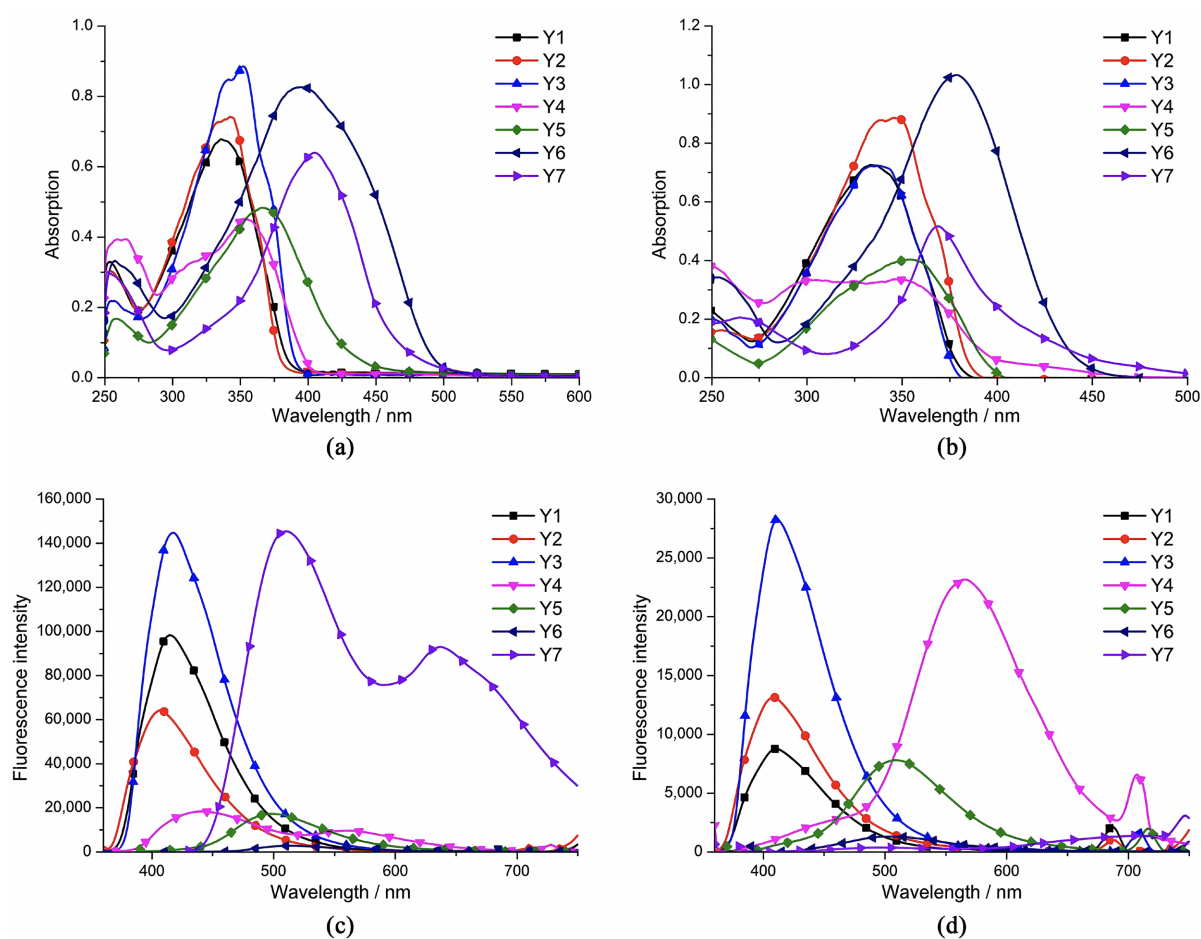 1.0
0.8
0.6
0.4
0.2
0.0
Absorption
250 300 350 400 450 500 550 600
Wavelength / nm
Y1
Y2
Y3
Y4
Y5
Y6
Y7
(a)
1.2
1.0
0.8
0.6
0.4
0.2
0.0
Absorption
250 300 350 400 450 500
Wavelength / nm
Y1
Y2
Y3
Y4
Y5
Y6
Y7
(b)
160,000
140,000
120,000
100,000
80,000
60,000
40,000
20,000
0
Fluorescence intensity
400 500 600 700
Wavelength / nm
Y1
Y2
Y3
Y4
Y5
Y6
Y7
(c)
30,000
25,000
20,000
15,000
10,000
5,000
0
Fluorescence intensity
400 500 600 700
Wavelength / nm
Y1
Y2
Y3
Y4
Y5
Y6
Y7
(d)